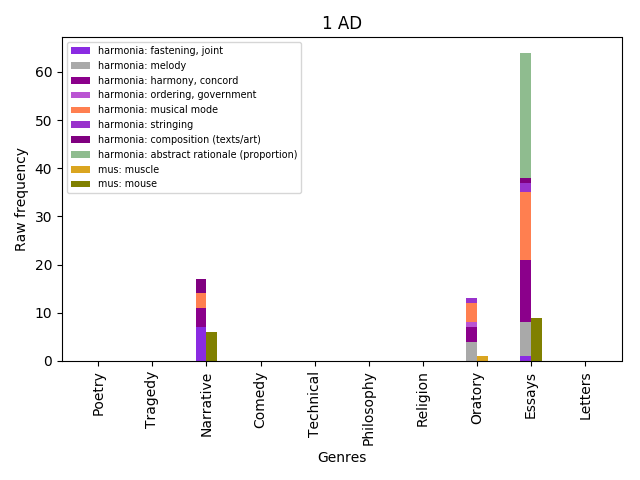 1 AD
harmonia: fastening, joint
harmonia: melody
harmonia: harmony, concord
harmonia: ordering, government
harmonia: musical mode
harmonia: stringing
harmonia: composition (texts/art)
harmonia: abstract rationale (proportion)
mus: muscle
mus: mouse
Raw frequency
60
50
40
30
20
10
0
Poetry
Tragedy
Narrative
Comedy
Technical
Philosophy
Religion
Oratory
Essays
Letters
Genres